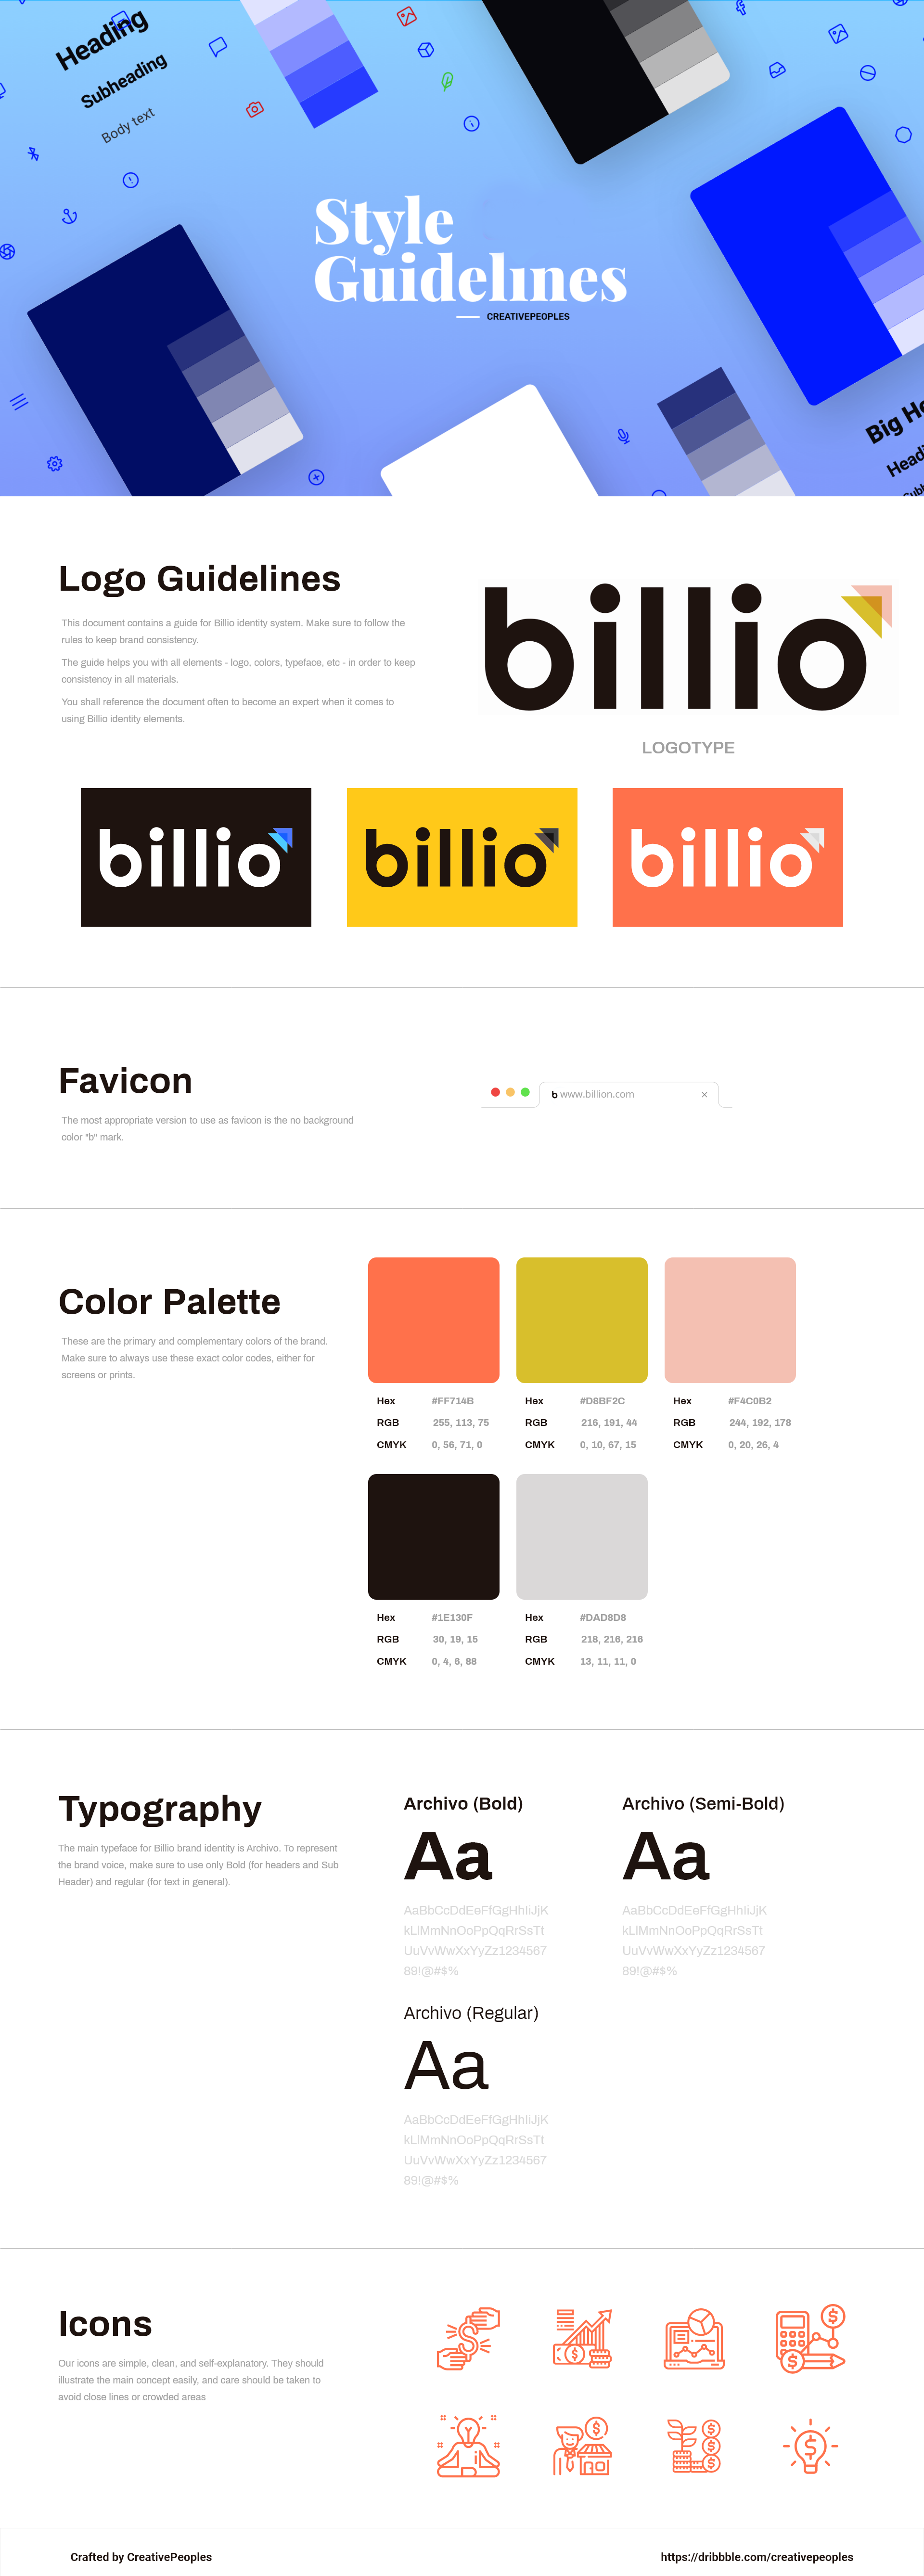 Heading
Subheading
Body text
Style
Guidelines
CREATIVEPEOPLES
Big
Logo Guidelines
This document contains a guide for Billio identity system. Make sure to follow the
rules to keep brand consistency.
The guide helps you with all elements - logo, colors, typeface, etc - in order to keep
consistency in all materials.
You shall reference the document often to become an expert when it comes to
using Billio identity elements.
billio
LOGOTYPE
billio
billio
billio
Favicon
The most appropriate version to use as favicon is the no background
color "b" mark.
b www.billion.com ×
Color Palette
These are the primary and complementary colors of the brand.
Make sure to always use these exact color codes, either for
screens or prints.
Hex #FF714B
RGB 255, 113, 75
CMYK 0, 56, 71, 0
Hex #D8BF2C
RGB 216, 191, 44
CMYK 0, 10, 67, 15
Hex #F4C0B2
RGB 244, 192, 178
CMYK 0, 20, 26, 4
Hex #1E130F
RGB 30, 19, 15
CMYK 0, 4, 6, 88
Hex #DAD8D8
RGB 218, 216, 216
CMYK 13, 11, 11, 0
Typography
The main typeface for Billio brand identity is Archivo. To represent
the brand voice, make sure to use only Bold (for headers and Sub
Header) and regular (for text in general).
Archivo (Bold)
Aa
AaBbCcDdEeFfGgHhIiJjK
kLlMmNnOoPpQqRrSsTt
UuVvWwXxYyZz1234567
89!@#$%
Archivo (Semi-Bold)
Aa
AaBbCcDdEeFfGgHhIiJjK
kLlMmNnOoPpQqRrSsTt
UuVvWwXxYyZz1234567
89!@#$%
Archivo (Regular)
Aa
AaBbCcDdEeFfGgHhIiJjK
kLlMmNnOoPpQqRrSsTt
UuVvWwXxYyZz1234567
89!@#$%
Icons
Our icons are simple, clean, and self-explanatory. They should
illustrate the main concept easily, and care should be taken to
avoid close lines or crowded areas
Crafted by CreativePeoples
https://dribbble.com/creativepeoples